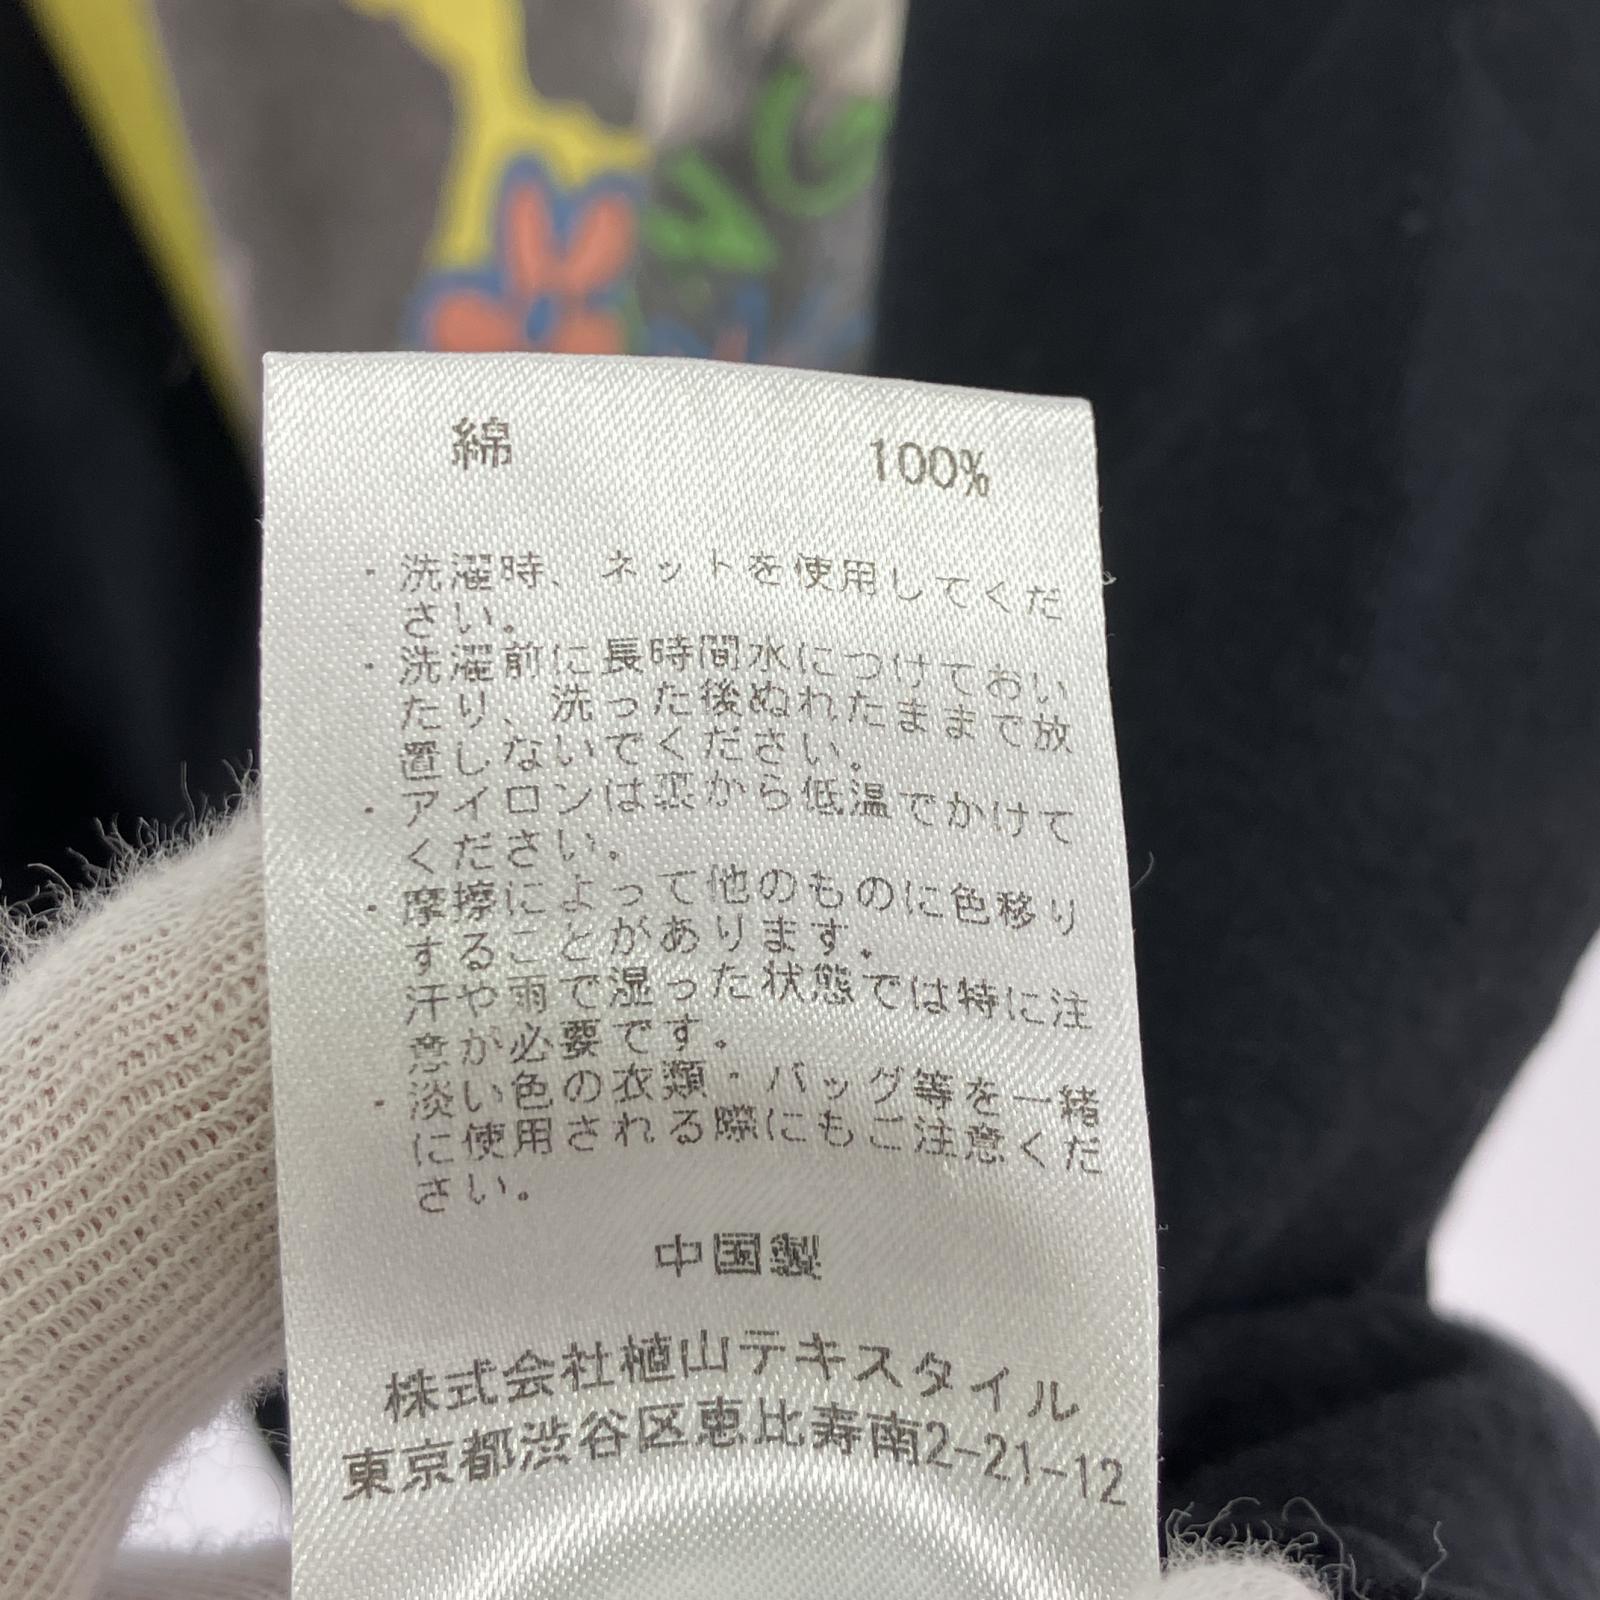 綿 100%
・洗濯時、ネットを使用してくだ
さい。
・洗濯前に長時間水につけておい
たり、洗った後ぬれたままで放
置しないでください。
・アイロンは裏から低温でかけて
ください。
・摩擦によって他のものに色移り
することがあります。
汗や雨で湿った状態では特に注
意が必要です。
・淡い色の衣類・バッグ等を一緒
に使用される際にもご注意くだ
さい。
中国製
株式会社植山テキスタイル
東京都渋谷区恵比寿南2-21-12